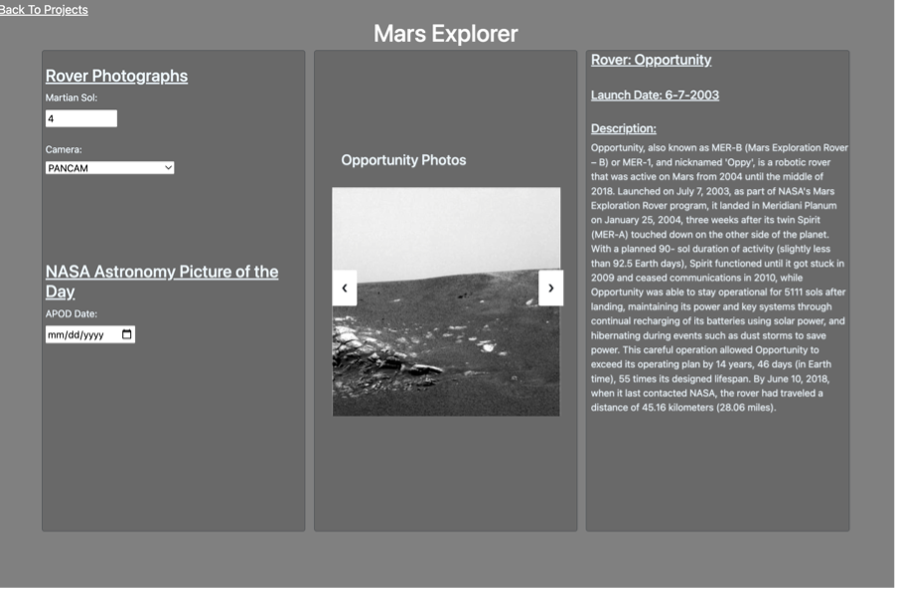 Back To Projects
Mars Explorer
Rover Photographs
Martian Sol:
4
Camera:
PANCAM
NASA Astronomy Picture of the
Day
APOD Date:
mm/dd/yyyy
Opportunity Photos
Rover: Opportunity
Launch Date: 6-7-2003
Description:
Opportunity, also known as MER-B (Mars Exploration Rover
– B) or MER-1, and nicknamed 'Oppy', is a robotic rover
that was active on Mars from 2004 until the middle of
2018. Launched on July 7, 2003, as part of NASA's Mars
Exploration Rover program, it landed in Meridiani Planum
on January 25, 2004, three weeks after its twin Spirit
(MER-A) touched down on the other side of the planet.
With a planned 90- sol duration of activity (slightly less
than 92.5 Earth days), Spirit functioned until it got stuck in
2009 and ceased communications in 2010, while
Opportunity was able to stay operational for 5111 sols after
landing, maintaining its power and key systems through
continual recharging of its batteries using solar power, and
hibernating during events such as dust storms to save
power. This careful operation allowed Opportunity to
exceed its operating plan by 14 years, 46 days (in Earth
time), 55 times its designed lifespan. By June 10, 2018,
when it last contacted NASA, the rover had traveled a
distance of 45.16 kilometers (28.06 miles).